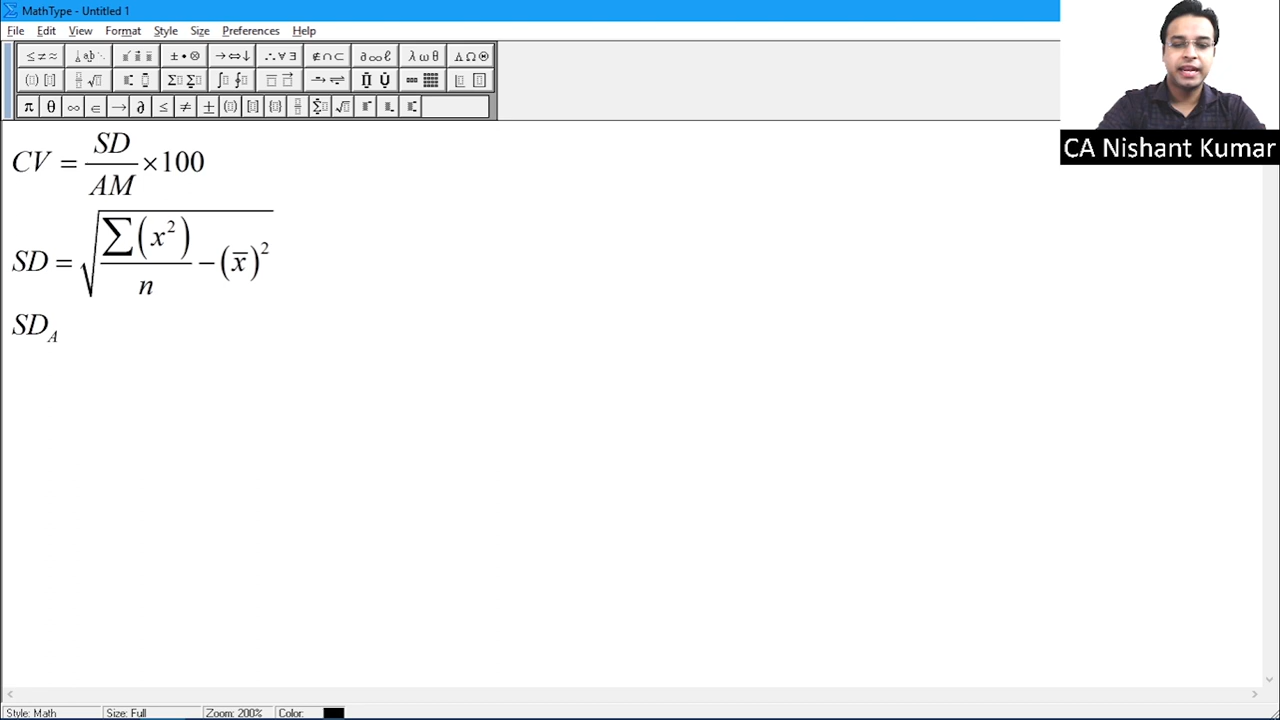 MathType - Untitled 1
File Edit View Format Style Size Preferences Help
CA Nishant Kumar
CV = SD/AM × 100
SD = √(∑(x²)/n − (x̅)²)
SD_A
Style: Math Size: Full Zoom: 200% Color: